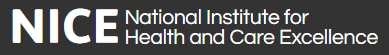 NICE National Institute for
Health and Care Excellence